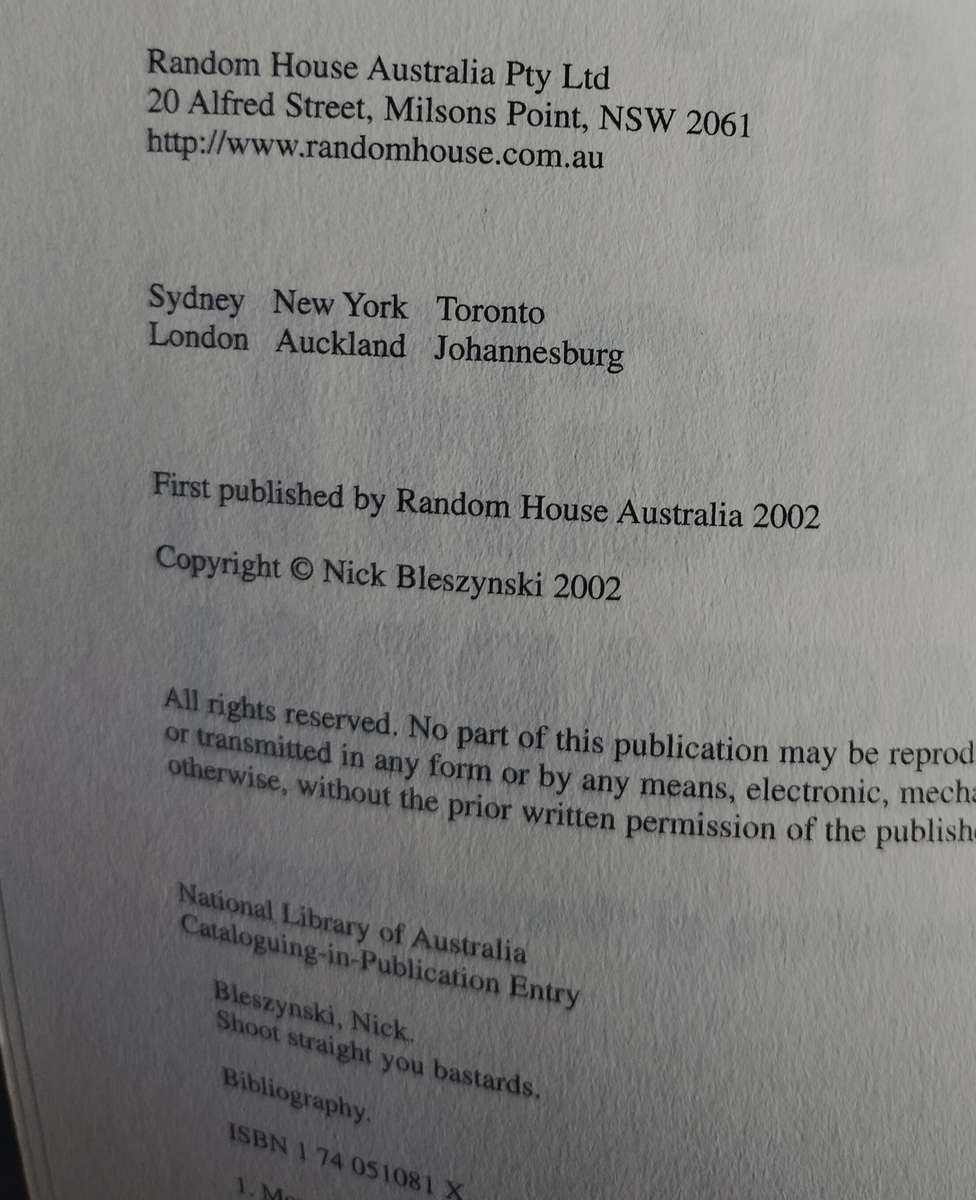 Random House Australia Pty Ltd
20 Alfred Street, Milsons Point, NSW 2061
http://www.randomhouse.com.au
Sydney New York Toronto
London Auckland Johannesburg
First published by Random House Australia 2002
Copyright © Nick Bleszynski 2002
All rights reserved. No part of this publication may be reprod
or transmitted in any form or by any means, electronic, mecha
otherwise, without the prior written permission of the publish
National Library of Australia
Cataloguing-in-Publication Entry
Bleszynski, Nick.
Shoot straight you bastards.
Bibliography.
ISBN 1 74 051081 X
1.